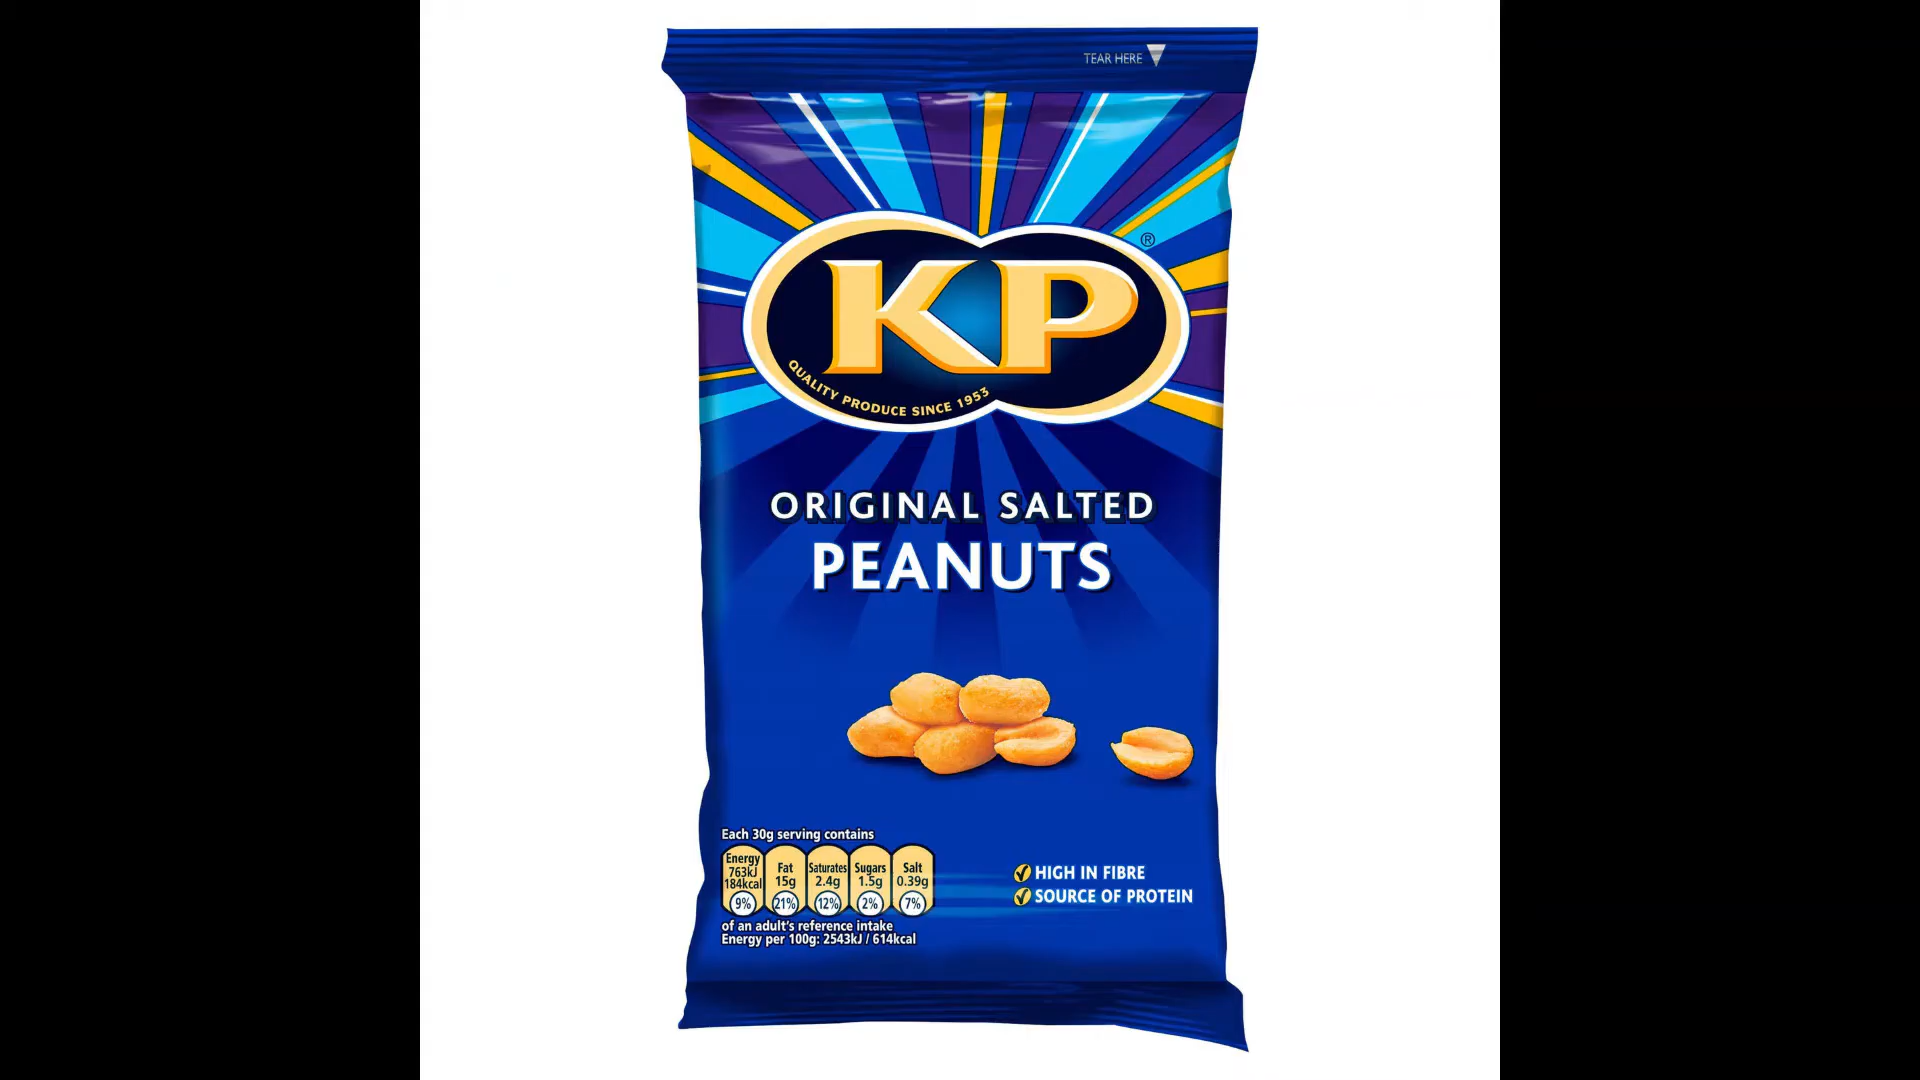 TEAR HERE
®
KP
QUALITY PRODUCE SINCE 1953
ORIGINAL SALTED
PEANUTS
Each 30g serving contains
Energy 763kJ 184kcal 9%
Fat 15g 21%
Saturates 2.4g 12%
Sugars 1.5g 2%
Salt 0.39g 7%
of an adult's reference intake
Energy per 100g: 2543kJ / 614kcal
HIGH IN FIBRE
SOURCE OF PROTEIN